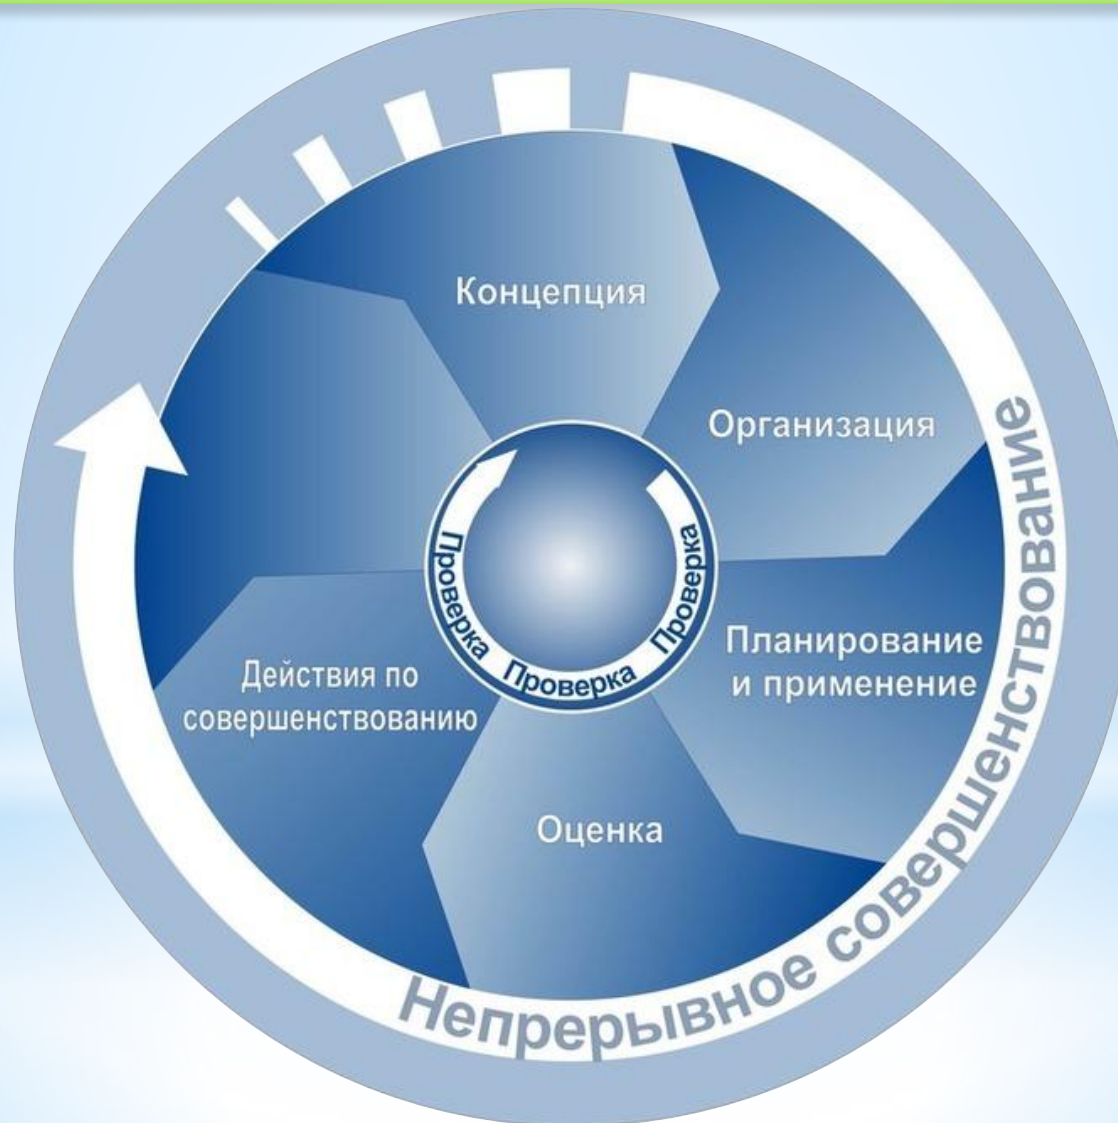 Концепция
Организация
Планирование
и применение
Оценка
Действия по
совершенствованию
Проверка
Проверка
Проверка
Непрерывное совершенствование